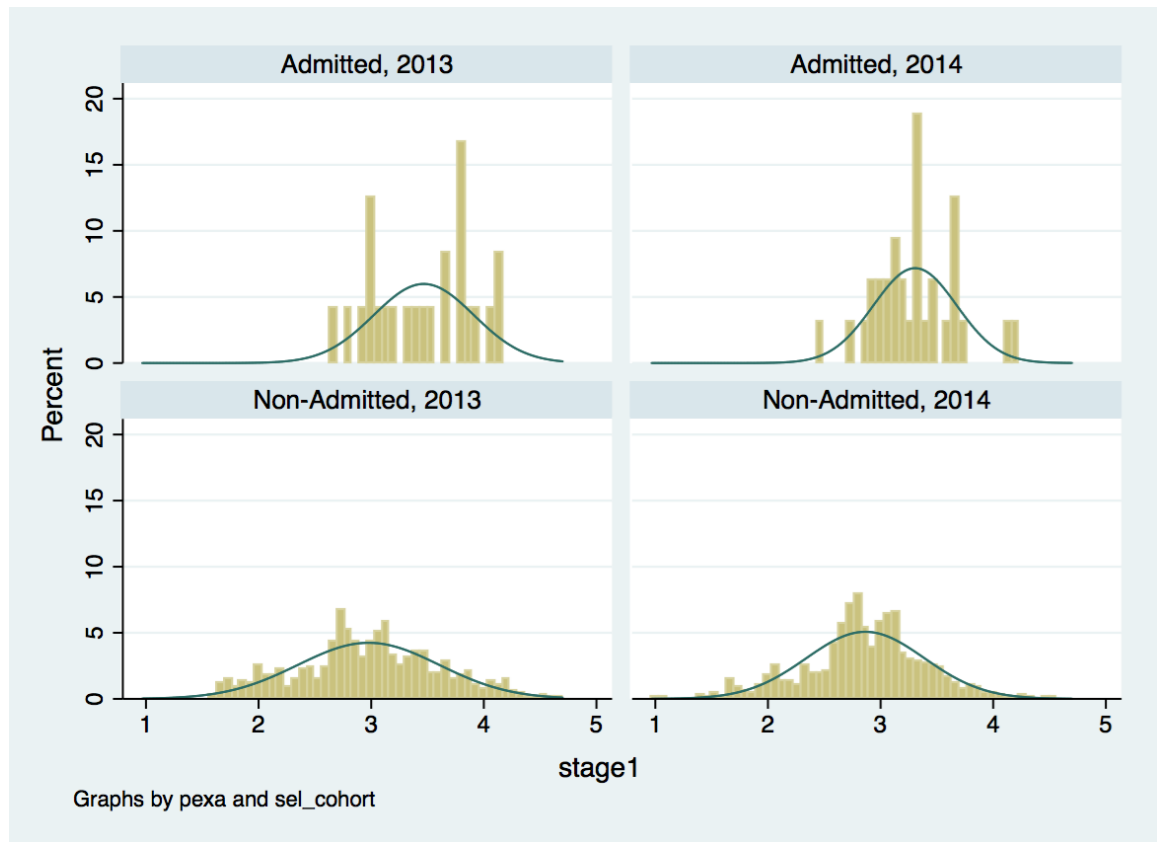 Admitted, 2013
Admitted, 2014
20
15
10
5
0
Non-Admitted, 2013
Non-Admitted, 2014
20
15
10
5
0
Percent
1 2 3 4 5
1 2 3 4 5
stage1
Graphs by pexa and sel_cohort